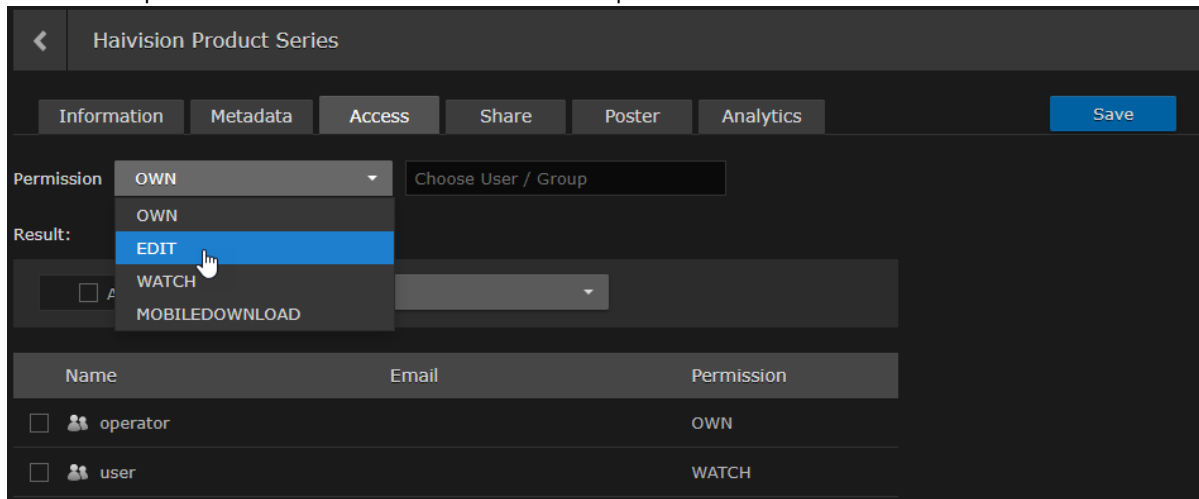 Haivision Product Series
Information Metadata Access Share Poster Analytics Save
Permission OWN Choose User / Group
OWN
Result:
EDIT
WATCH
MOBILEDOWNLOAD
Name Email Permission
operator OWN
user WATCH